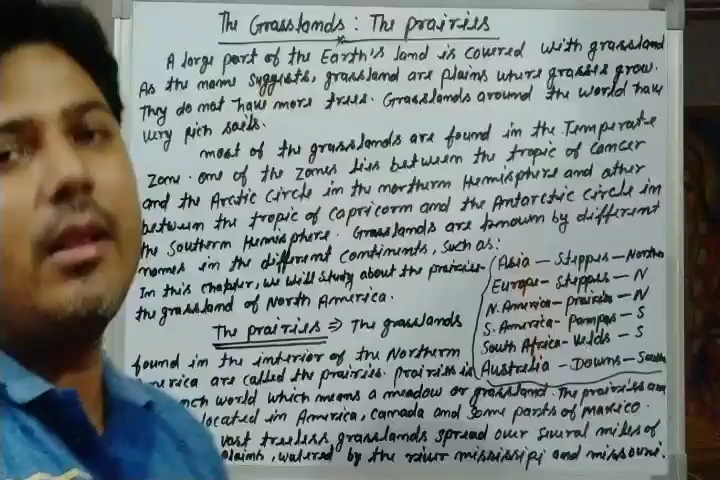 The Grasslands : The prairies
A large part of the Earth's land is covered with grassland
As the name suggests, grassland are plains where grasses grow.
They do not have more trees. Grasslands around the world have
very rich soils.
most of the grasslands are found in the Temperate
Zone. one of the zones lies between the tropic of cancer
and the Arctic Circle in the northern Hemisphere and other
between the tropic of capricorn and the Antarctic circle in
the Southern Hemisphere. Grasslands are known by different
names in the different continents, such as:
In this chapter, we will study about the prairies-
the grassland of North America.
Asia - Steppes - Northern
Europe - Steppes - N
N. America - prairies - N
S. America - Pampas - S
South Africa - Velds - S
Australia - Downs - South
The prairies ⇒ The grasslands
found in the interior of the Northern
America are called the prairies. prairies is
world which means a meadow or grassland. The prairies are
located in America, canada and some parts of maxico.
vast treeless grasslands spread over several miles of
plains, watered by the river mississipi and missouri.